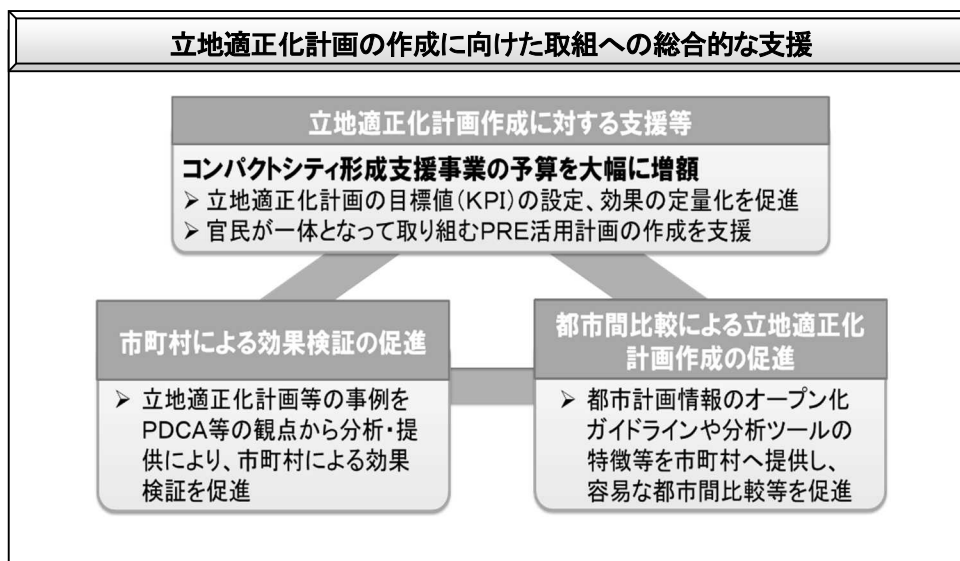 立地適正化計画の作成に向けた取組への総合的な支援
立地適正化計画作成に対する支援等
コンパクトシティ形成支援事業の予算を大幅に増額
➢ 立地適正化計画の目標値(KPI)の設定、効果の定量化を促進
➢ 官民が一体となって取り組むPRE活用計画の作成を支援
市町村による効果検証の促進
➢ 立地適正化計画等の事例を
PDCA等の観点から分析・提
供により、市町村による効果
検証を促進
都市間比較による立地適正化
計画作成の促進
➢ 都市計画情報のオープン化
ガイドラインや分析ツールの
特徴等を市町村へ提供し、
容易な都市間比較等を促進